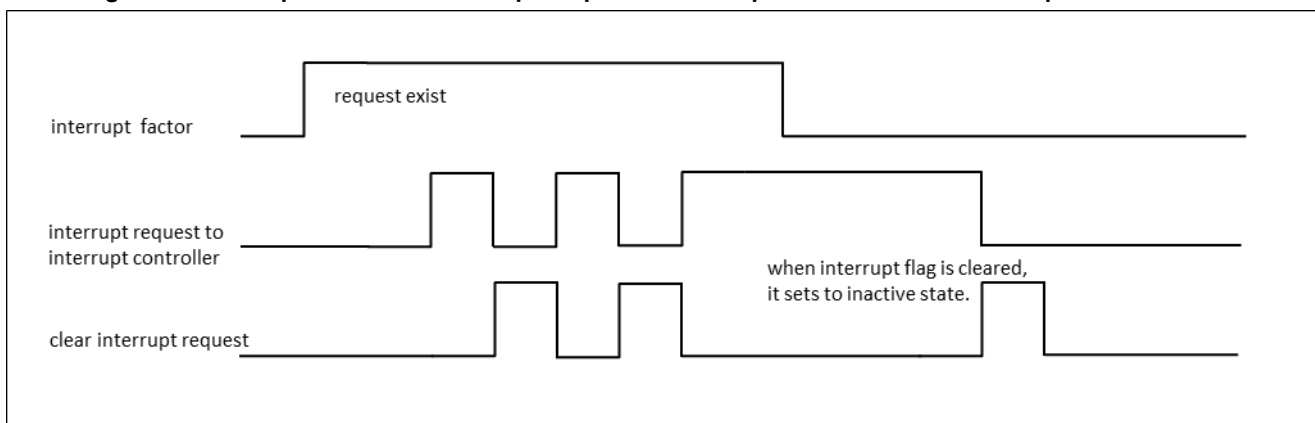 request exist
interrupt factor
interrupt request to
interrupt controller
when interrupt flag is cleared,
it sets to inactive state.
clear interrupt request